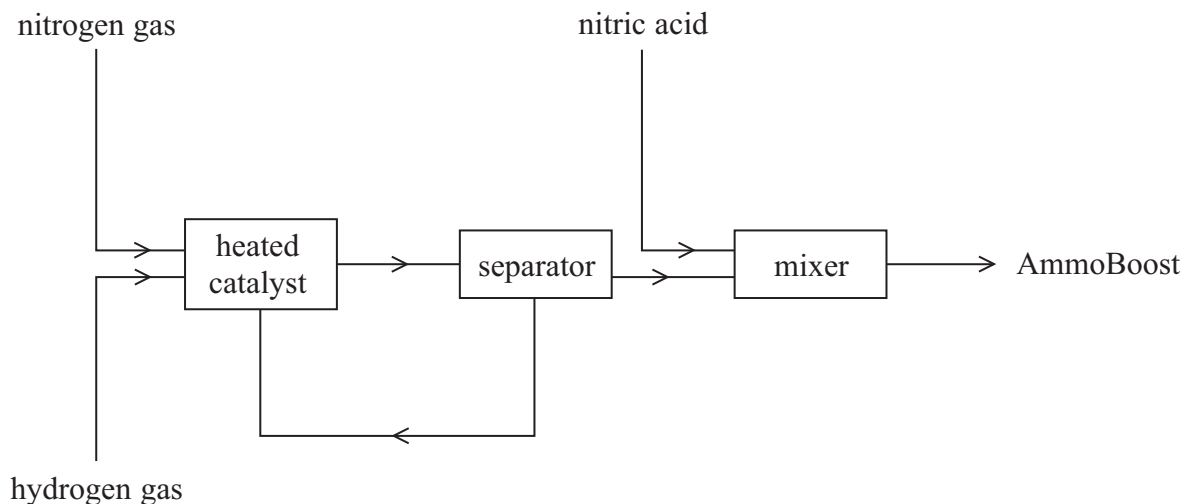 nitrogen gas
nitric acid
heated
catalyst
separator
mixer
AmmoBoost
hydrogen gas